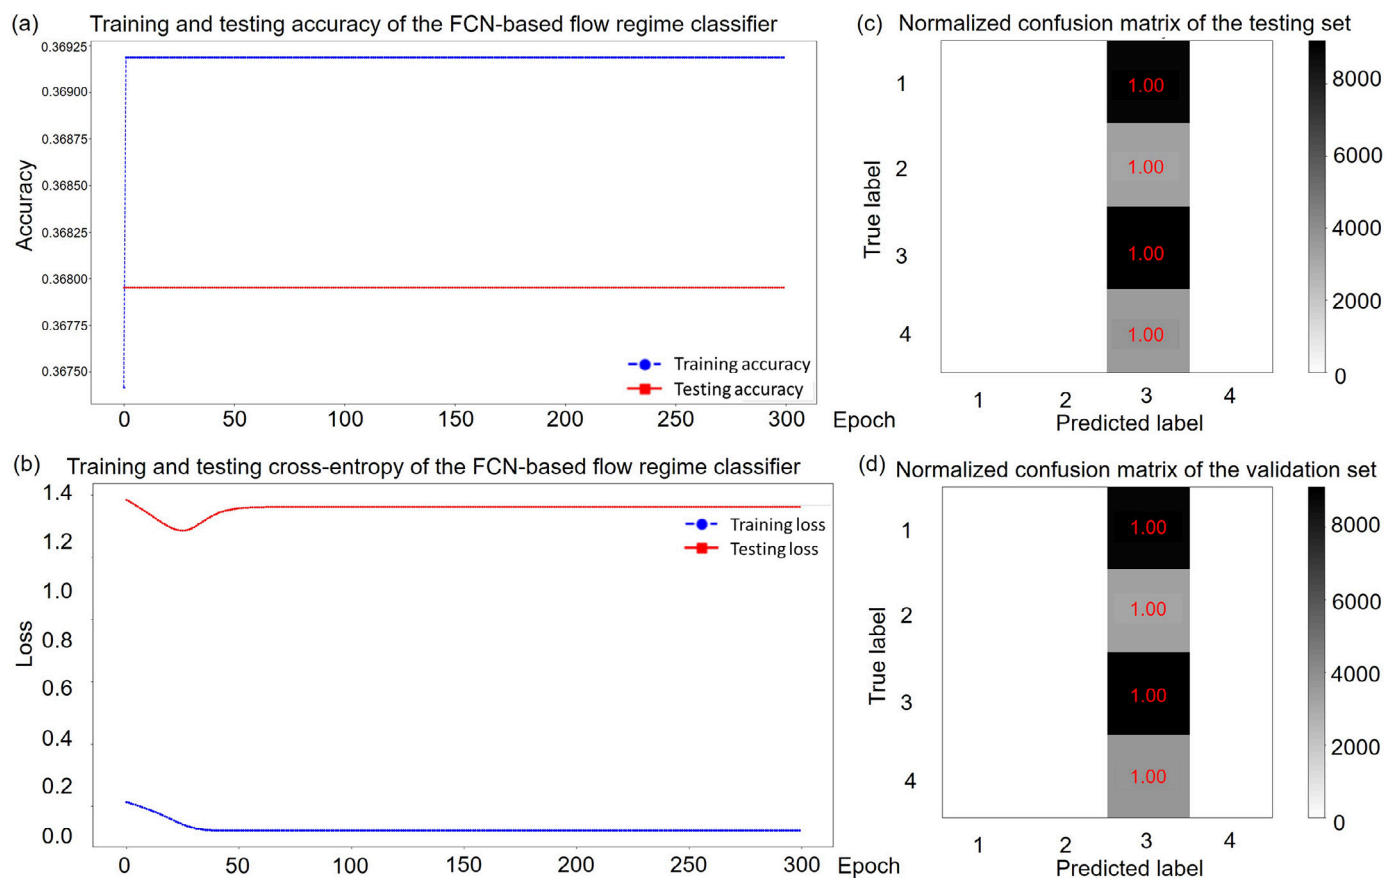 (a) Training and testing accuracy of the FCN-based flow regime classifier
0.36925
0.36900
0.36875
0.36850
0.36825
0.36800
0.36775
0.36750
Accuracy
Training accuracy
Testing accuracy
0 50 100 150 200 250 300 Epoch
(b) Training and testing cross-entropy of the FCN-based flow regime classifier
1.4
1.2
1.0
0.8
0.6
0.4
0.2
0.0
Loss
Training loss
Testing loss
0 50 100 150 200 250 300 Epoch
(c) Normalized confusion matrix of the testing set
True label
1 1.00
2 1.00
3 1.00
4 1.00
1 2 3 4
Predicted label
8000
6000
4000
2000
0
(d) Normalized confusion matrix of the validation set
True label
1 1.00
2 1.00
3 1.00
4 1.00
1 2 3 4
Predicted label
8000
6000
4000
2000
0